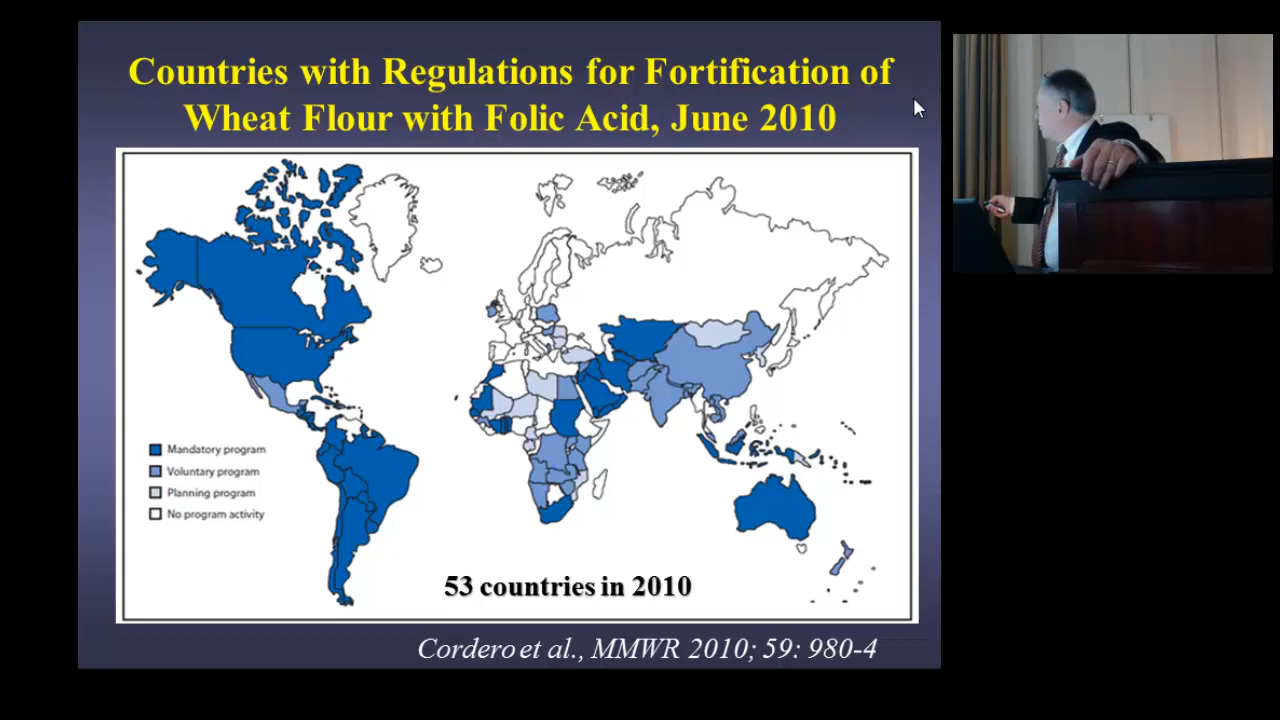 Countries with Regulations for Fortification of
Wheat Flour with Folic Acid, June 2010
Mandatory program
Voluntary program
Planning program
No program activity
53 countries in 2010
Cordero et al., MMWR 2010; 59: 980-4